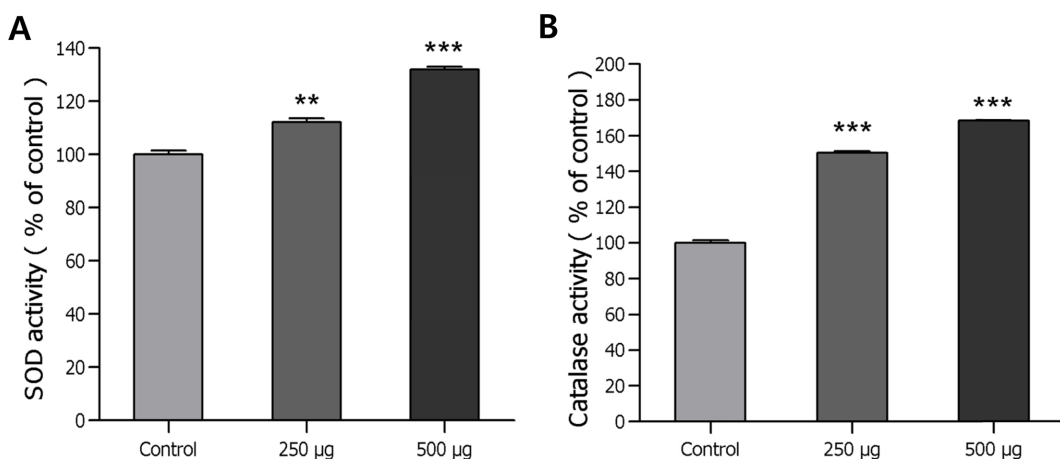 A
SOD activity ( % of control )
140
120
100
80
60
40
20
0
**
***
Control
250 µg
500 µg
B
Catalase activity ( % of control )
200
180
160
140
120
100
80
60
40
20
0
***
***
Control
250 µg
500 µg